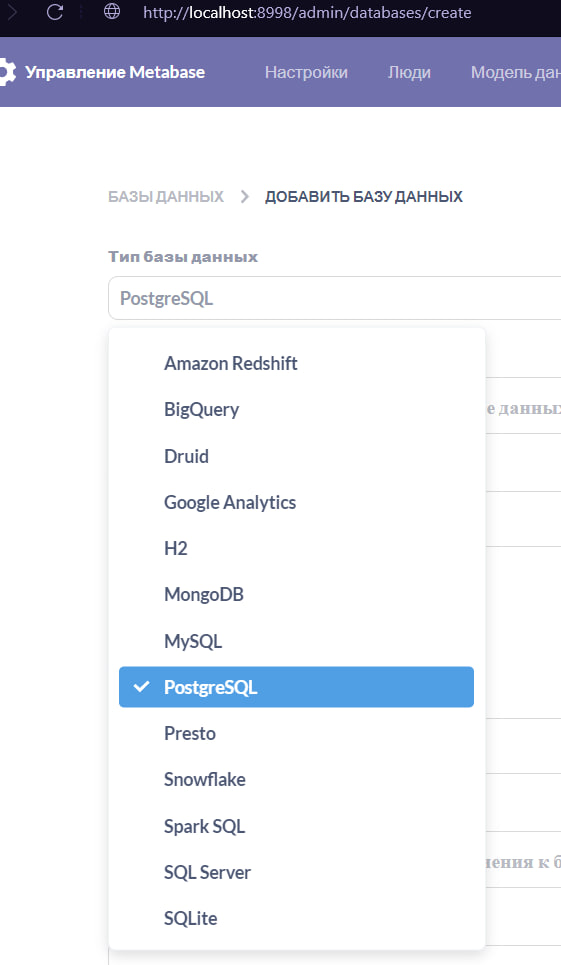 http://localhost:8998/admin/databases/create
Управление Metabase Настройки Люди Модель
БАЗЫ ДАННЫХ > ДОБАВИТЬ БАЗУ ДАННЫХ
Тип базы данных
PostgreSQL
Amazon Redshift
BigQuery
е данных
Druid
Google Analytics
H2
MongoDB
MySQL
PostgreSQL
Presto
Snowflake
Spark SQL
SQL Server
SQLite